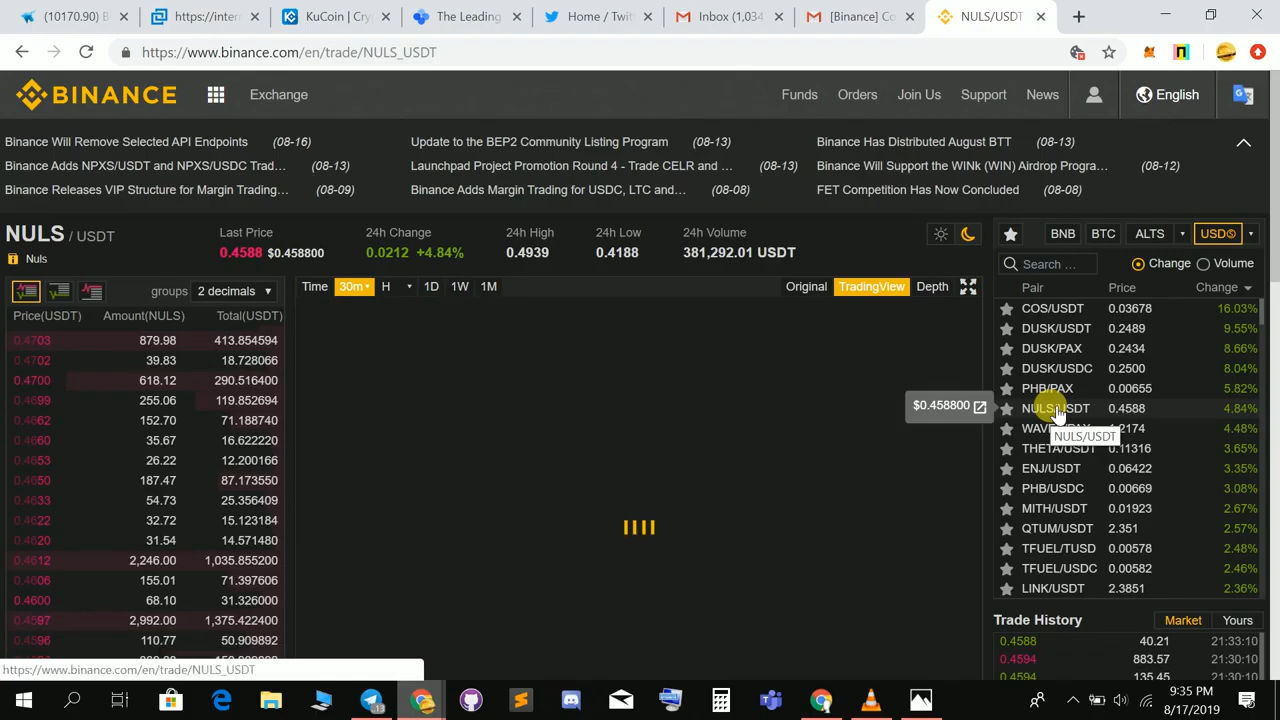 (10170.90) B
https://inter
KuCoin | Cry
The Leading
Home / Twit
Inbox (1,034
[Binance] Co
NULS/USDT
https://www.binance.com/en/trade/NULS_USDT
BINANCE
Exchange
Funds
Orders
Join Us
Support
News
English
Binance Will Remove Selected API Endpoints (08-16)
Update to the BEP2 Community Listing Program (08-13)
Binance Has Distributed August BTT (08-13)
Binance Adds NPXS/USDT and NPXS/USDC Trad... (08-13)
Launchpad Project Promotion Round 4 - Trade CELR and ... (08-13)
Binance Will Support the WINk (WIN) Airdrop Progra... (08-12)
Binance Releases VIP Structure for Margin Trading... (08-09)
Binance Adds Margin Trading for USDC, LTC and... (08-08)
FET Competition Has Now Concluded (08-08)
NULS / USDT
Nuls
Last Price
0.4588 $0.458800
24h Change
0.0212 +4.84%
24h High
0.4939
24h Low
0.4188
24h Volume
381,292.01 USDT
groups 2 decimals
Price(USDT) Amount(NULS) Total(USDT)
0.4703 879.98 413.854594
0.4702 39.83 18.728066
0.4700 618.12 290.516400
0.4699 255.06 119.852694
0.4662 152.70 71.188740
0.4660 35.67 16.622220
0.4653 26.22 12.200166
0.4650 187.47 87.173550
0.4633 54.73 25.356409
0.4622 32.72 15.123184
0.4620 31.54 14.571480
0.4612 2,246.00 1,035.855200
0.4606 155.01 71.397606
0.4600 68.10 31.326000
0.4597 2,992.00 1,375.422400
0.4596 110.77 50.909892
Time 30m H 1D 1W 1M
Original TradingView Depth
BNB BTC ALTS USDⓈ
Search ...
Change Volume
Pair Price Change
COS/USDT 0.03678 16.03%
DUSK/USDT 0.2489 9.55%
DUSK/PAX 0.2434 8.66%
DUSK/USDC 0.2500 8.04%
PHB/PAX 0.00655 5.82%
$0.458800
NULS/USDT 0.4588 4.84%
4.48%
NULS/USDT
THETA/USDT 0.11316 3.65%
ENJ/USDT 0.06422 3.35%
PHB/USDC 0.00669 3.08%
MITH/USDT 0.01923 2.67%
QTUM/USDT 2.351 2.57%
TFUEL/TUSD 0.00578 2.48%
TFUEL/USDC 0.00582 2.46%
LINK/USDT 2.3851 2.36%
Trade History Market Yours
0.4588 40.21 21:33:10
0.4594 883.57 21:30:10
0.4594 135.45
https://www.binance.com/en/trade/NULS_USDT
13
9:35 PM
8/17/2019